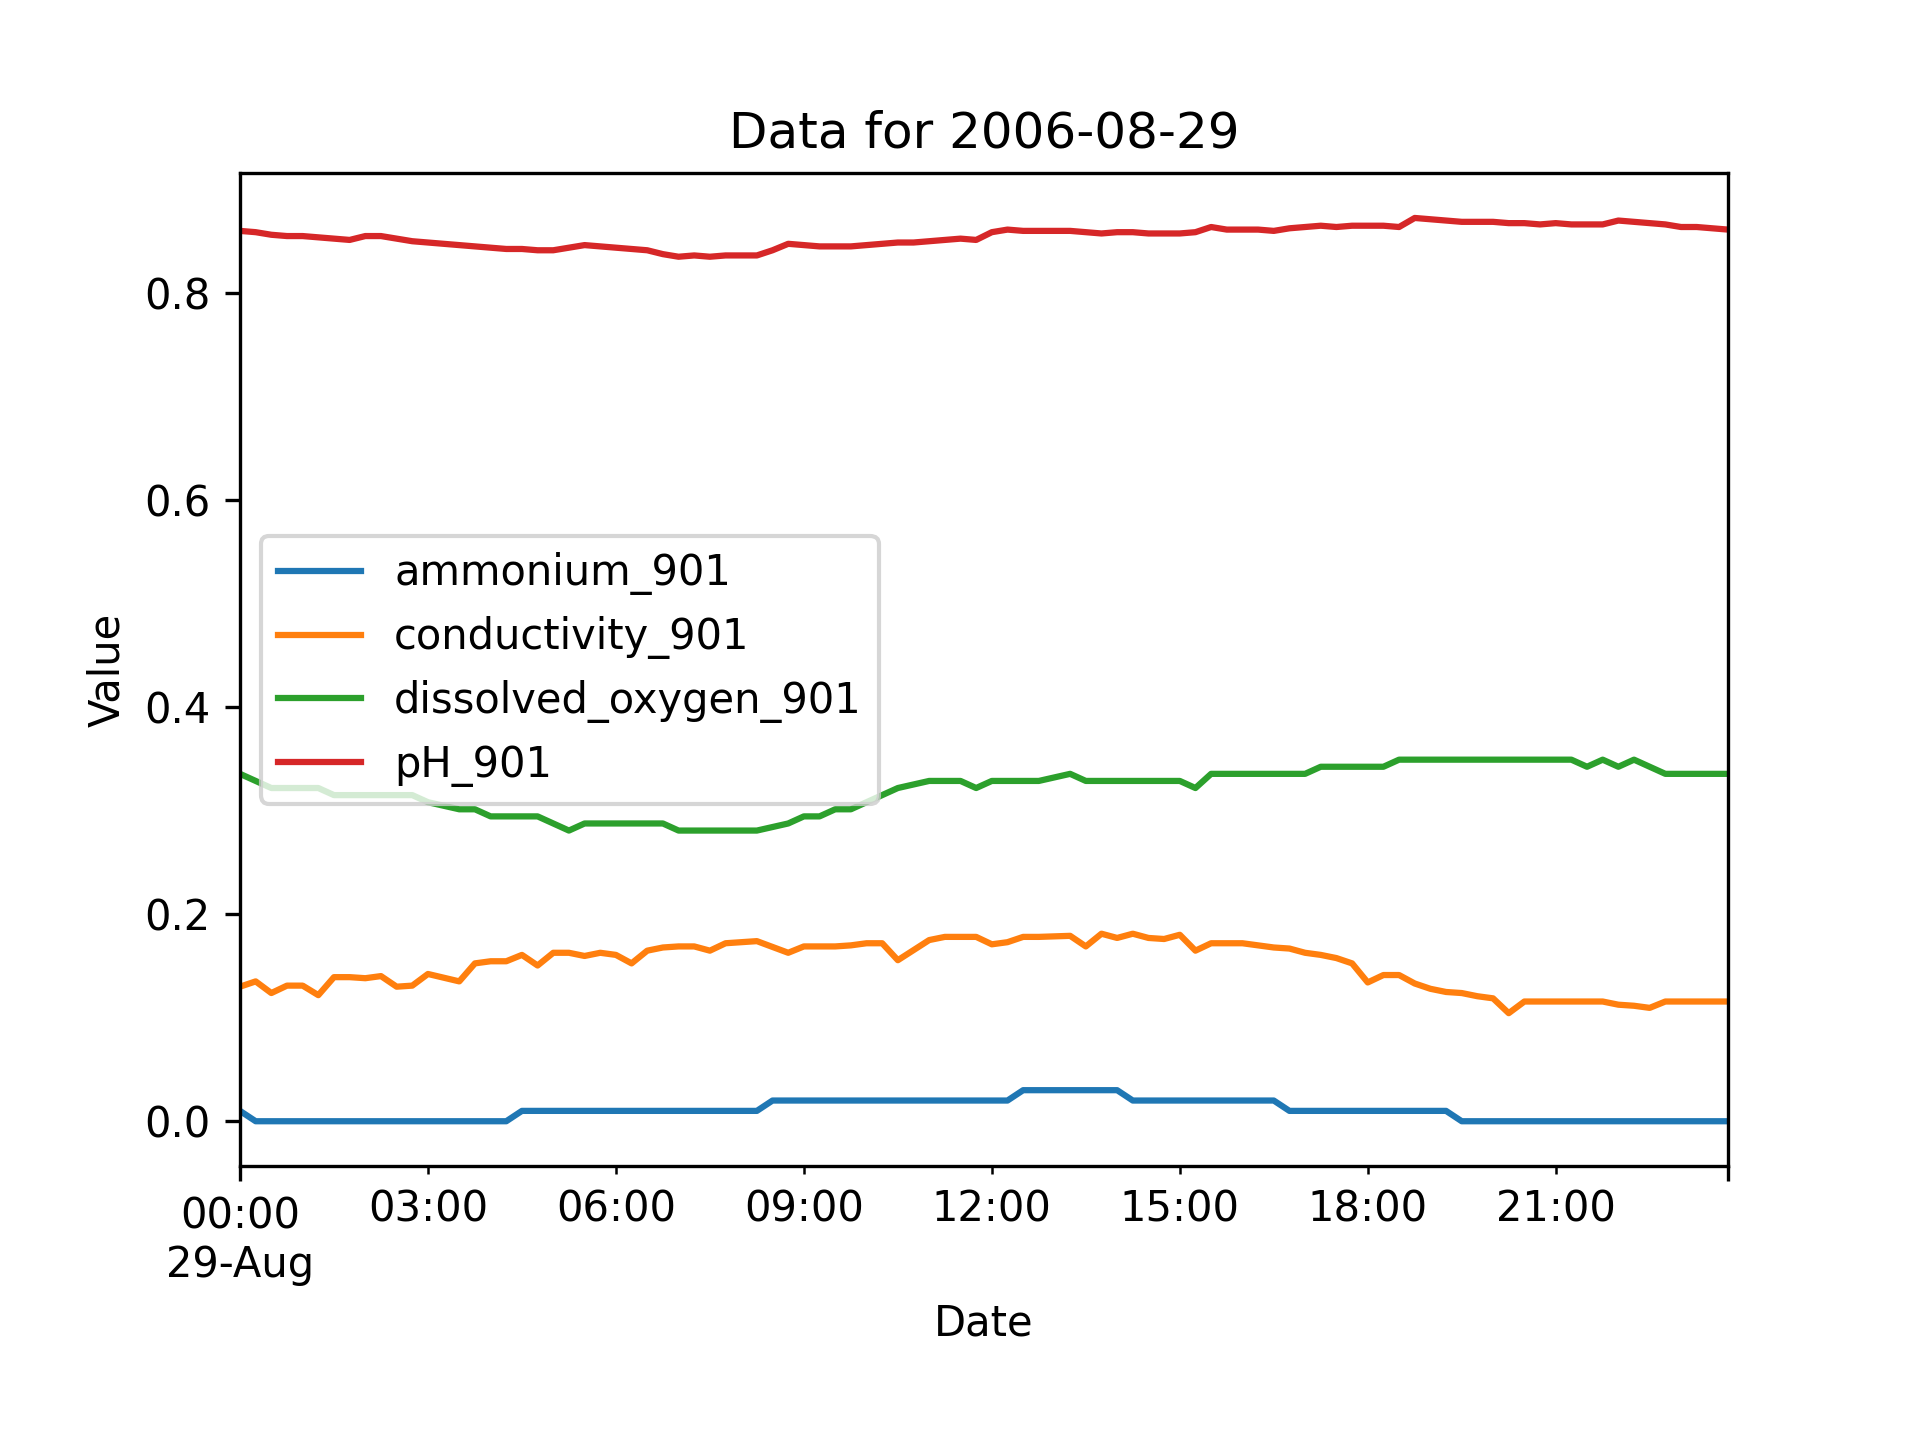 Data for 2006-08-29
Value
0.8
0.6
0.4
0.2
0.0
ammonium_901
conductivity_901
dissolved_oxygen_901
pH_901
00:00 03:00 06:00 09:00 12:00 15:00 18:00 21:00
29-Aug
Date